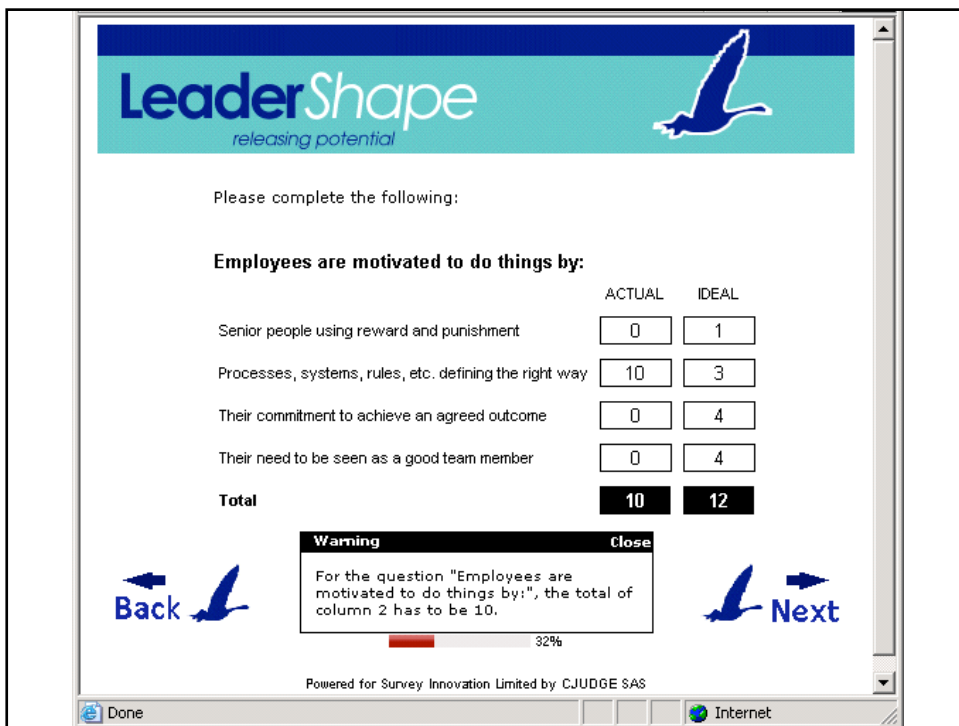 LeaderShape
releasing potential
Please complete the following:
Employees are motivated to do things by:
ACTUAL IDEAL
Senior people using reward and punishment 0 1
Processes, systems, rules, etc. defining the right way 10 3
Their commitment to achieve an agreed outcome 0 4
Their need to be seen as a good team member 0 4
Total 10 12
Warning Close
For the question "Employees are
motivated to do things by:", the total of
column 2 has to be 10.
Back Next
32%
Powered for Survey Innovation Limited by CJUDGE SAS
Done Internet